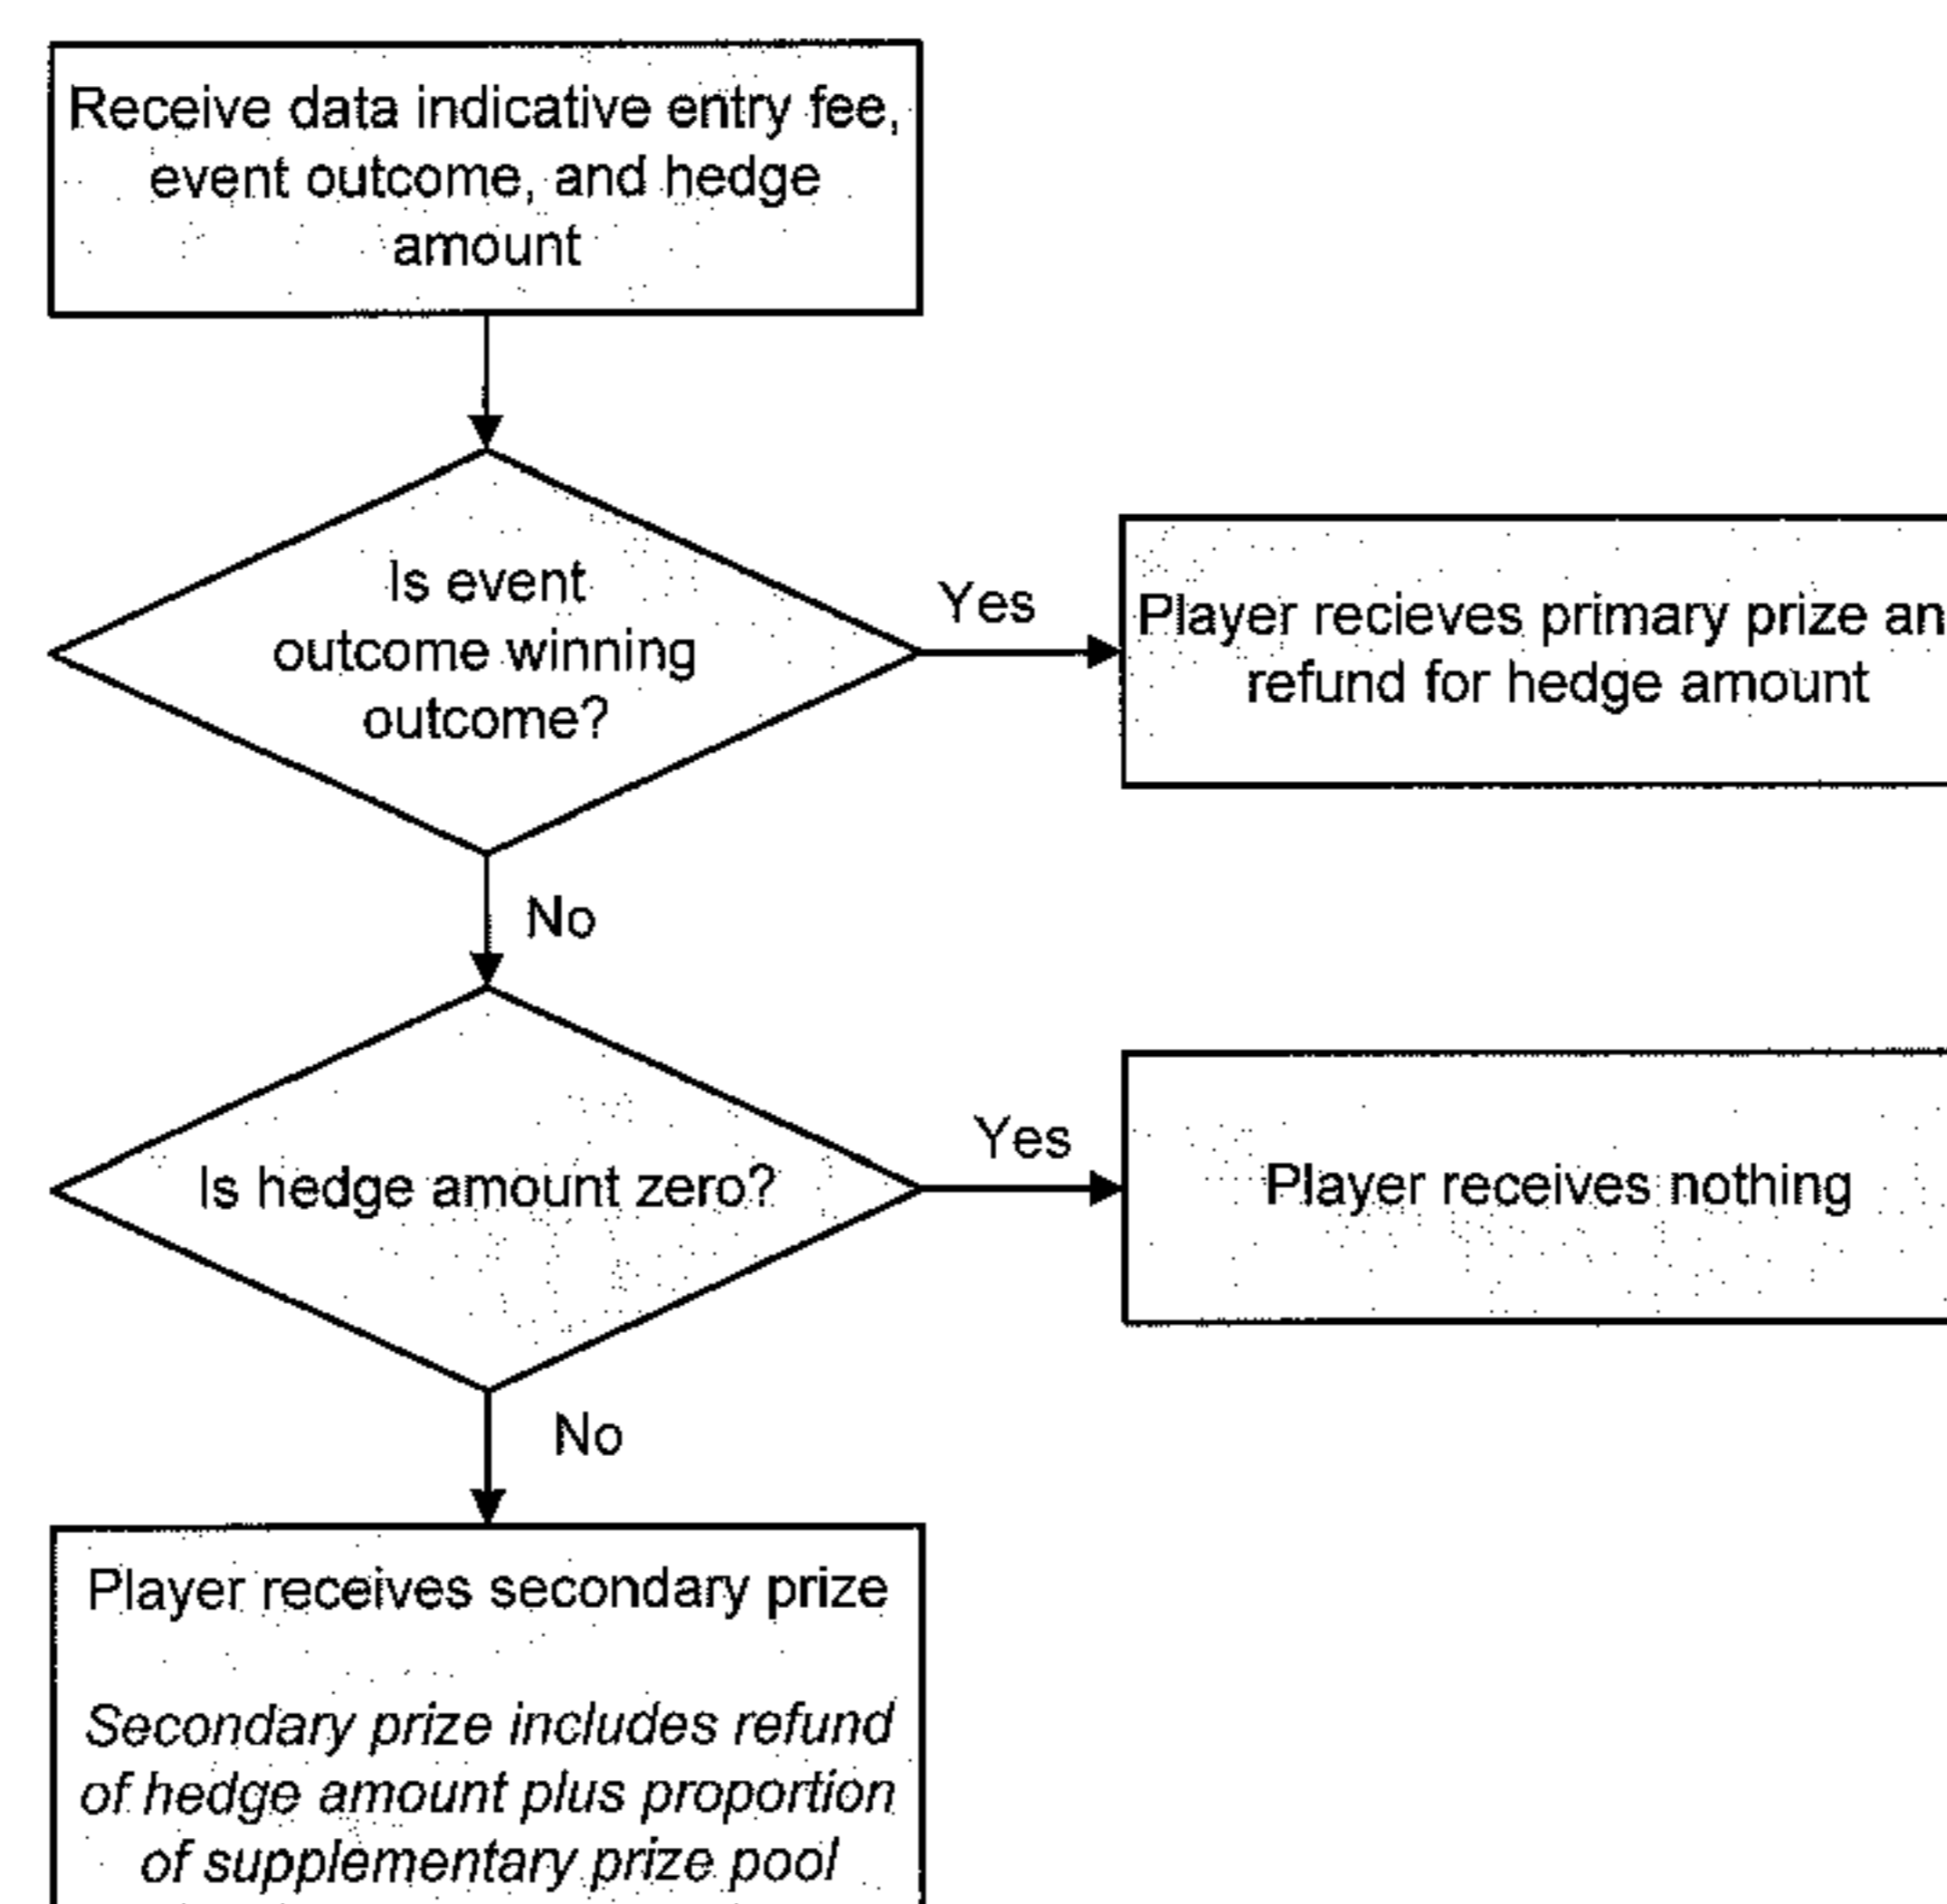 Receive data indicative entry fee,
event outcome, and hedge
amount
Is event
outcome winning
outcome?
Yes
Player recieves primary prize an
refund for hedge amount
No
Is hedge amount zero?
Yes
Player receives nothing
No
Player receives secondary prize
Secondary prize includes refund
of hedge amount plus proportion
of supplementary prize pool